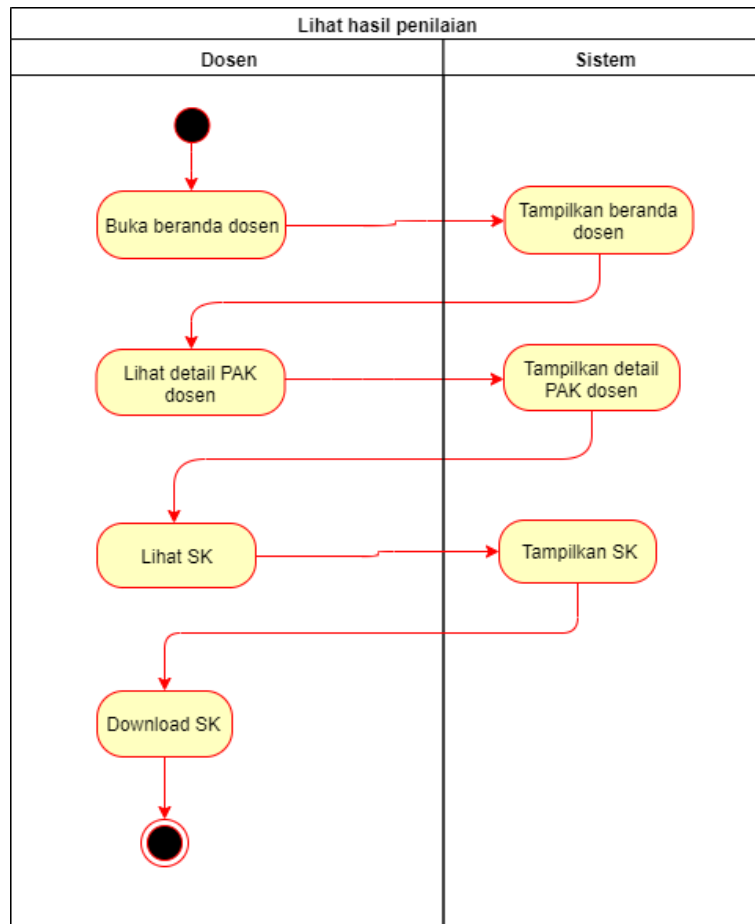 Lihat hasil penilaian
Dosen
Sistem
Buka beranda dosen
Tampilkan beranda
dosen
Lihat detail PAK
dosen
Tampilkan detail
PAK dosen
Lihat SK
Tampilkan SK
Download SK